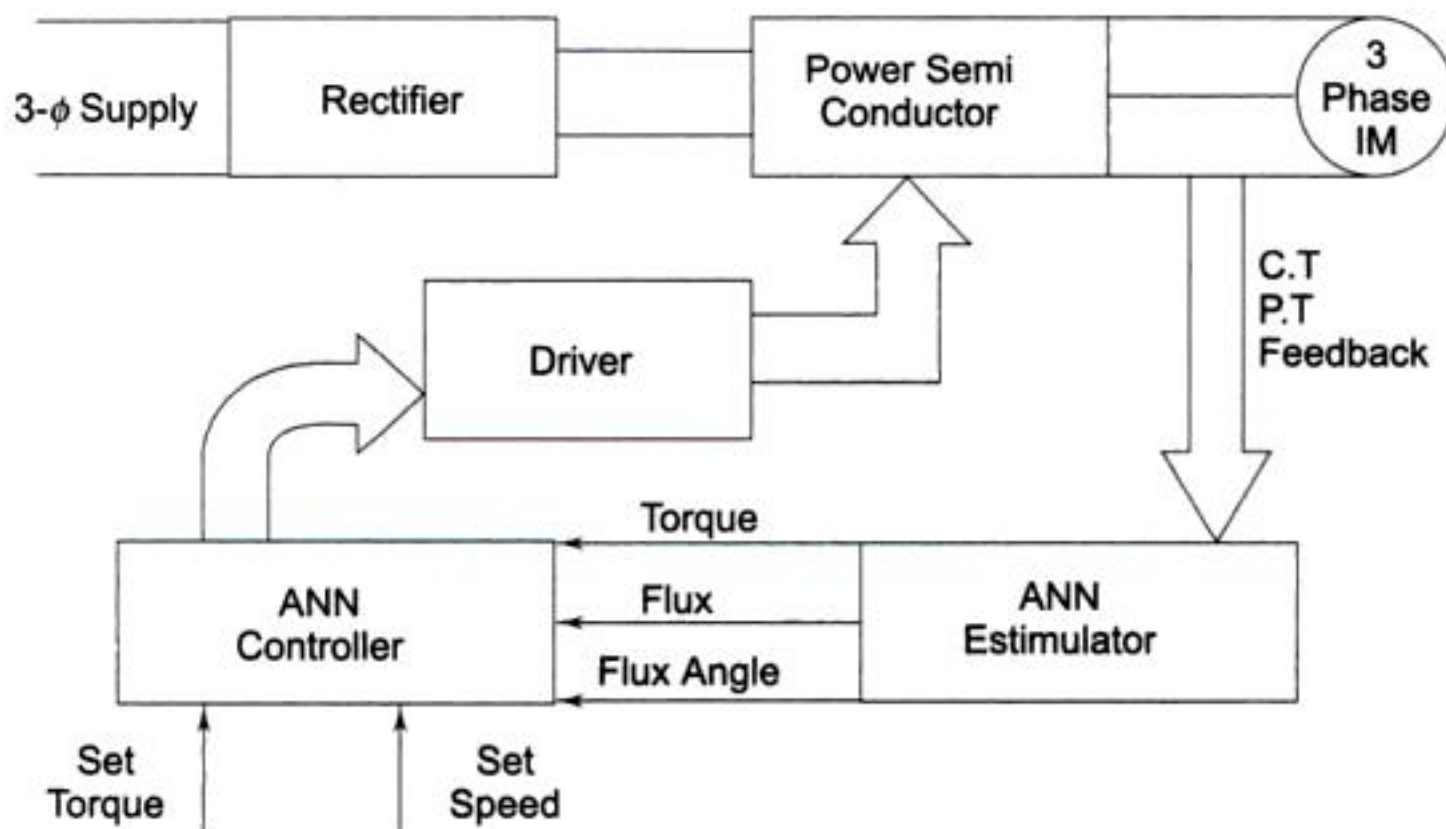 3-ϕ Supply
Rectifier
Power Semi
Conductor
3
Phase
IM
C.T
P.T
Feedback
Driver
Torque
Flux
Flux Angle
ANN
Controller
ANN
Estimulator
Set
Torque
Set
Speed